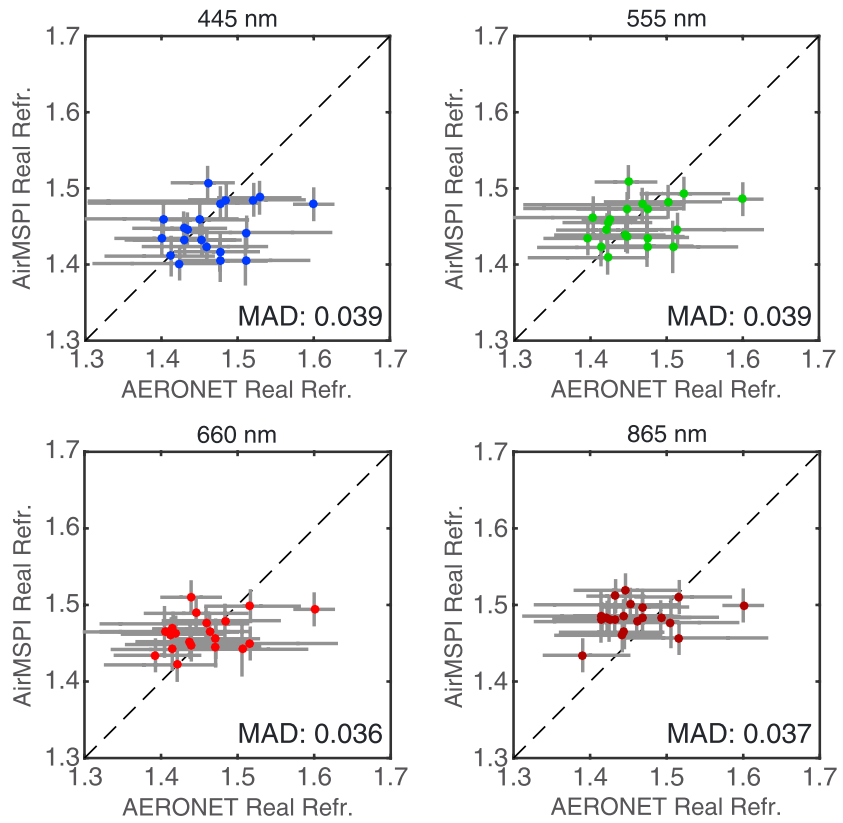 445 nm
1.7
1.6
1.5
1.4
1.3
AirMSPI Real Refr.
MAD: 0.039
1.3 1.4 1.5 1.6 1.7
AERONET Real Refr.
555 nm
1.7
1.6
1.5
1.4
1.3
AirMSPI Real Refr.
MAD: 0.039
1.3 1.4 1.5 1.6 1.7
AERONET Real Refr.
660 nm
1.7
1.6
1.5
1.4
1.3
AirMSPI Real Refr.
MAD: 0.036
1.3 1.4 1.5 1.6 1.7
AERONET Real Refr.
865 nm
1.7
1.6
1.5
1.4
1.3
AirMSPI Real Refr.
MAD: 0.037
1.3 1.4 1.5 1.6 1.7
AERONET Real Refr.